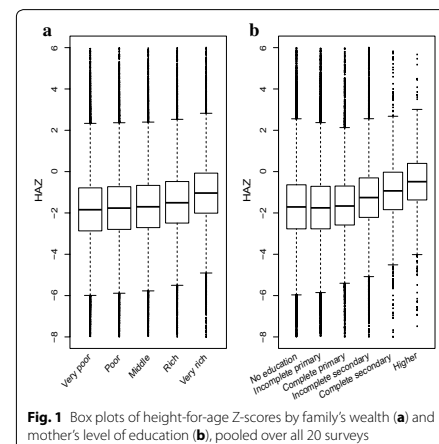 a
b
HAZ
6
4
2
0
−2
−4
−6
−8
Very poor
Poor
Middle
Rich
Very rich
HAZ
6
4
2
0
−2
−4
−6
−8
No education
Incomplete primary
Complete primary
Incomplete secondary
Complete secondary
Higher
Fig. 1 Box plots of height-for-age Z-scores by family's wealth (a) and
mother's level of education (b), pooled over all 20 surveys